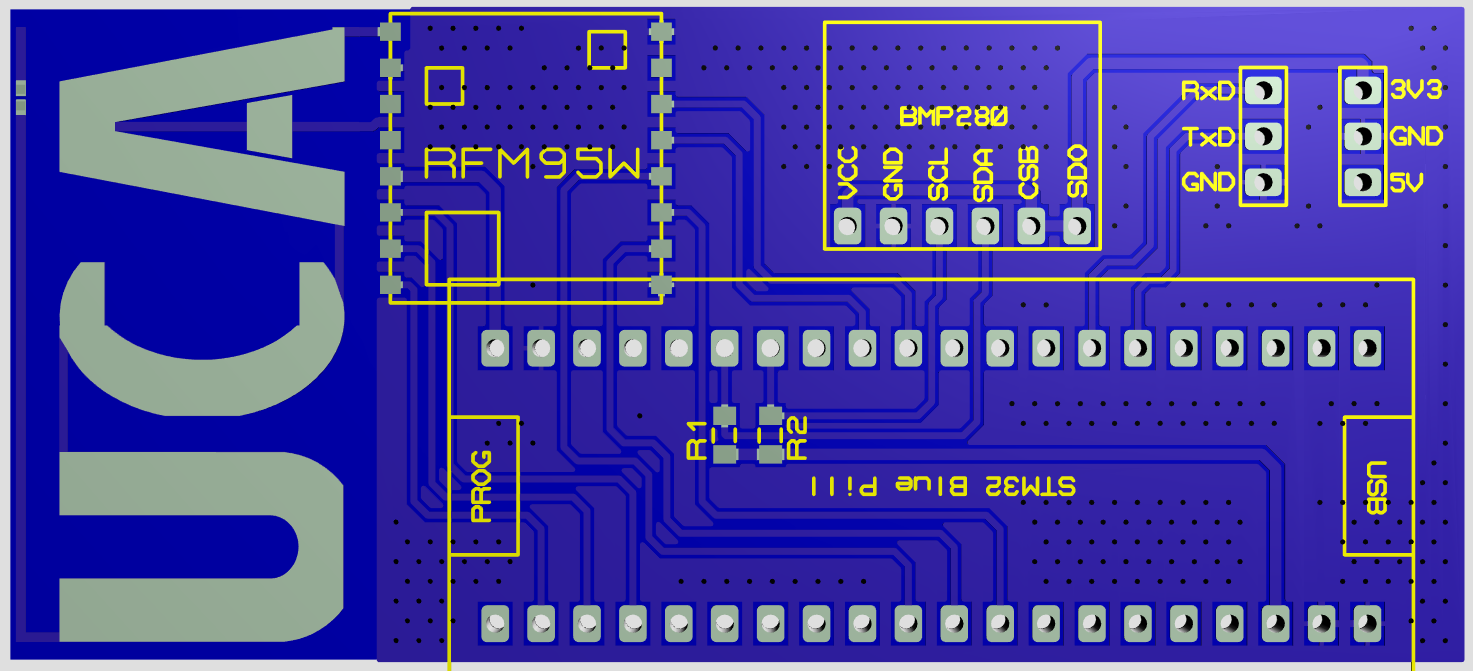 UCA
RFM95W
BMP280
VCC
GND
SCL
SDA
CSB
SDO
RxD
TxD
GND
3V3
GND
5V
R1
R2
PROG
STM32 Blue Pill
USB